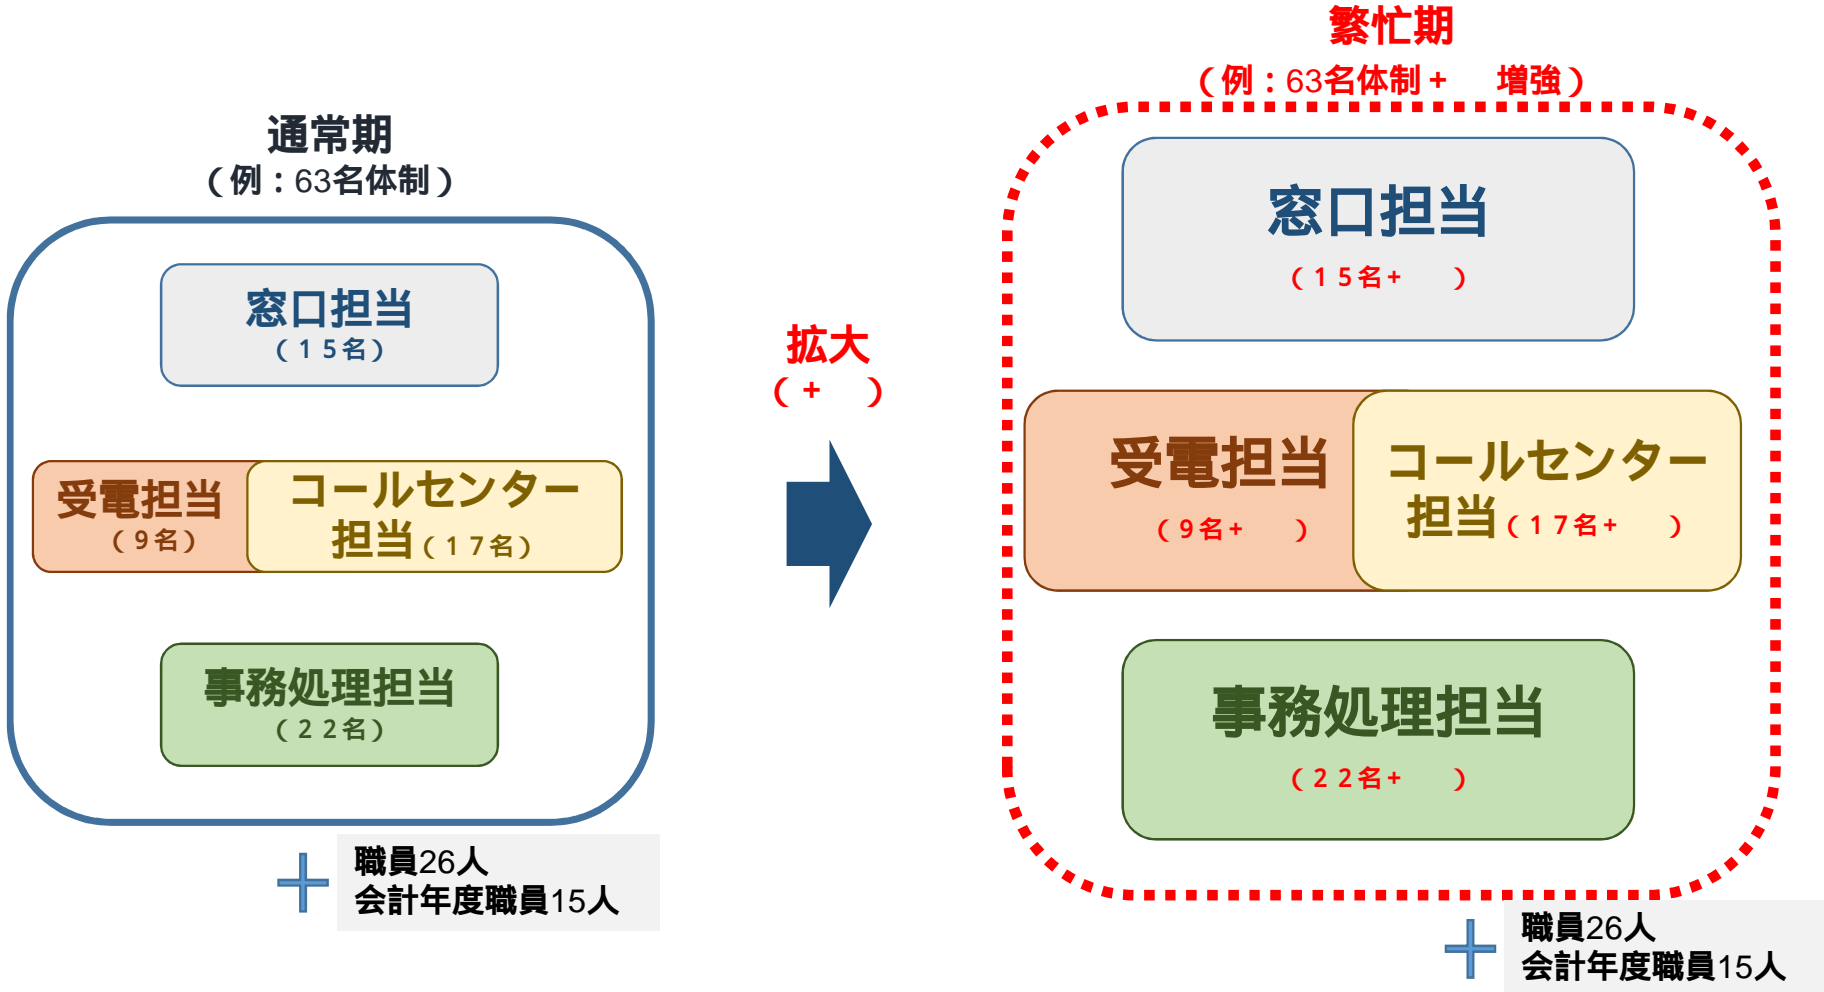 通常期
（例：63名体制）
窓口担当
（１５名）
受電担当
（９名）
コールセンター
担当（１７名）
事務処理担当
（２２名）
職員26人
会計年度職員15人
拡大
（＋　）
繁忙期
（例：63名体制＋　増強）
窓口担当
（１５名＋　）
受電担当
（９名＋　）
コールセンター
担当（１７名＋　）
事務処理担当
（２２名＋　）
職員26人
会計年度職員15人